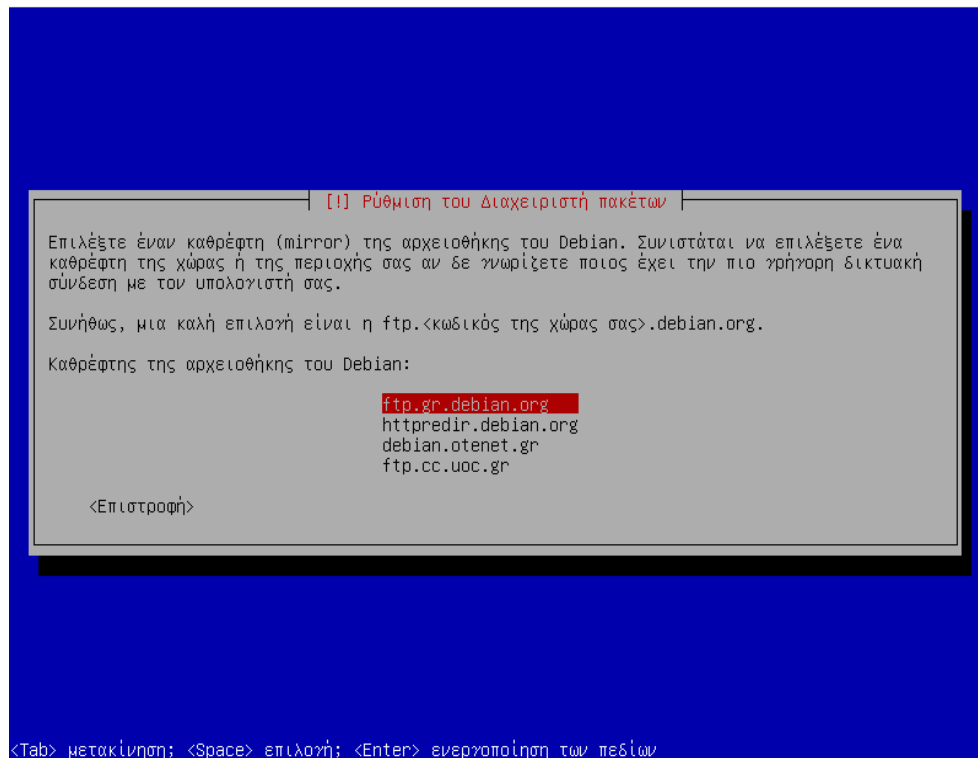 [!] Ρύθμιση του Διαχειριστή πακέτων
Επιλέξτε έναν καθρέφτη (mirror) της αρχειοθήκης του Debian. Συνιστάται να επιλέξετε ένα
καθρέφτη της χώρας ή της περιοχής σας αν δε γνωρίζετε ποιος έχει την πιο γρήγορη δικτυακή
σύνδεση με τον υπολογιστή σας.
Συνήθως, μια καλή επιλογή είναι η ftp.<κωδικός της χώρας σας>.debian.org.
Καθρέφτης της αρχειοθήκης του Debian:
ftp.gr.debian.org
httpredir.debian.org
debian.otenet.gr
ftp.cc.uoc.gr
<Επιστροφή>
<Tab> μετακίνηση; <Space> επιλογή; <Enter> ενεργοποίηση των πεδίων